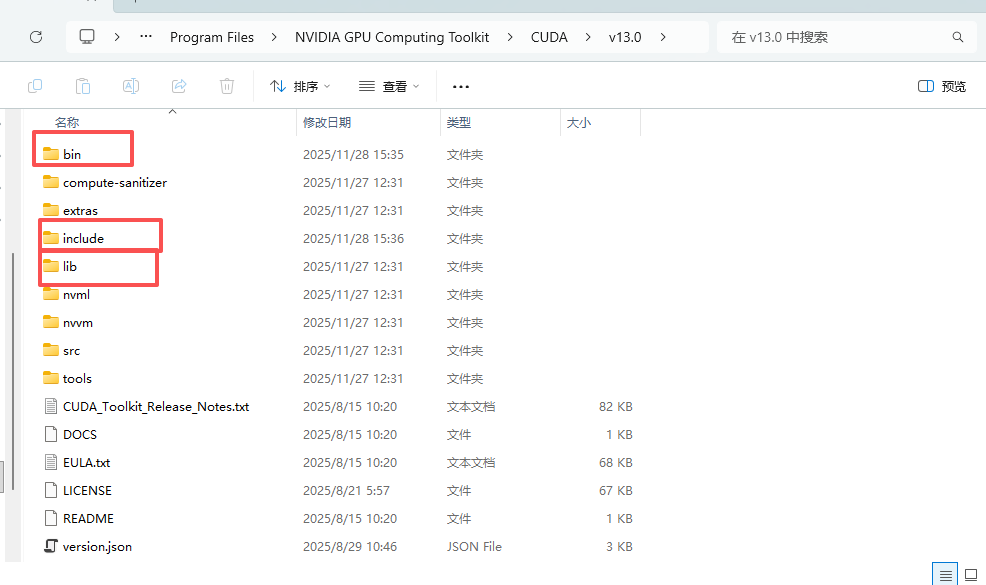 Program Files > NVIDIA GPU Computing Toolkit > CUDA > v13.0 >
在 v13.0 中搜索
排序 查看 ··· 预览
名称 修改日期 类型 大小
bin 2025/11/28 15:35 文件夹
compute-sanitizer 2025/11/27 12:31 文件夹
extras 2025/11/27 12:31 文件夹
include 2025/11/28 15:36 文件夹
lib 2025/11/27 12:31 文件夹
nvml 2025/11/27 12:31 文件夹
nvvm 2025/11/27 12:31 文件夹
src 2025/11/27 12:31 文件夹
tools 2025/11/27 12:31 文件夹
CUDA_Toolkit_Release_Notes.txt 2025/8/15 10:20 文本文档 82 KB
DOCS 2025/8/15 10:20 文件 1 KB
EULA.txt 2025/8/15 10:20 文本文档 68 KB
LICENSE 2025/8/21 5:57 文件 67 KB
README 2025/8/15 10:20 文件 1 KB
version.json 2025/8/29 10:46 JSON File 3 KB